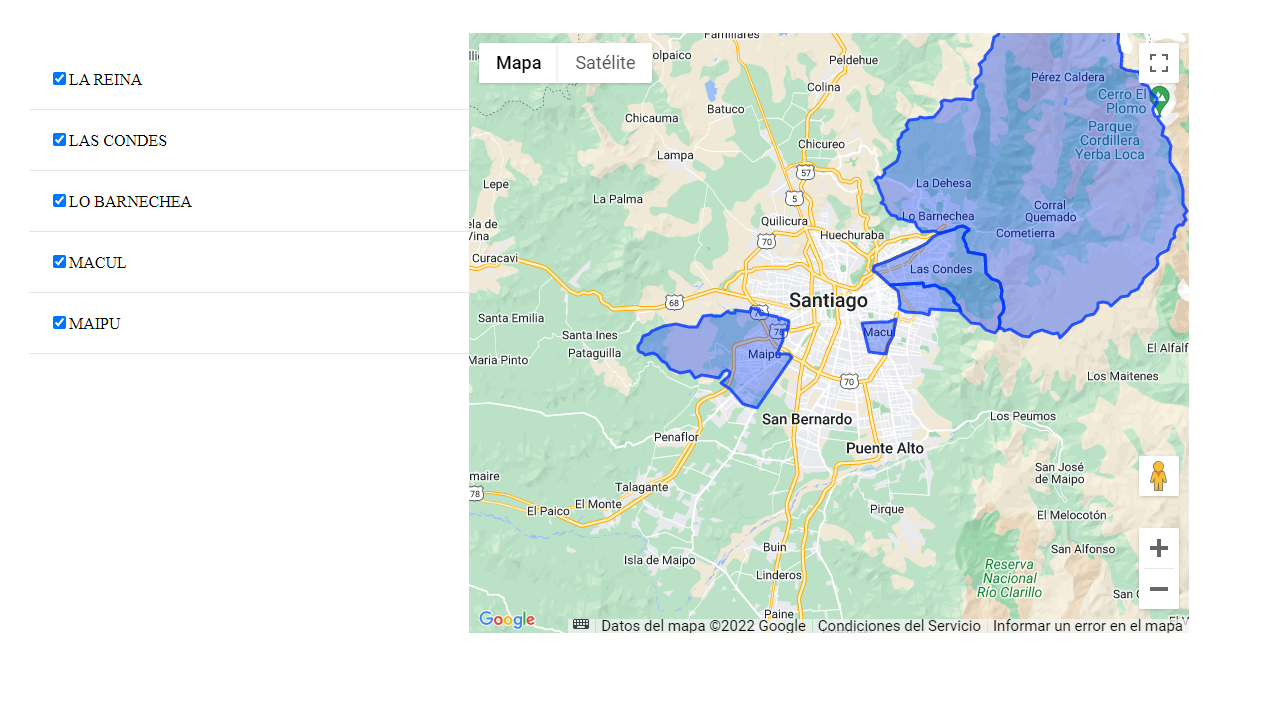 LA REINA
LAS CONDES
LO BARNECHEA
MACUL
MAIPU
Mapa
Satélite
Familiares
olpaico
Peldehue
Pérez Caldera
Colina
Cerro El
Plomo
Batuco
Chicauma
Parque
Cordillera
Yerba Loca
Chicureo
Lampa
57
Lepe
La Dehesa
5
La Palma
Corral
Quemado
Lo Barnechea
Quilicura
Cometierra
Huechuraba
70
Curacavi
Las Condes
Santiago
68
76
Santa Emilia
78
Macul
Santa Ines
Pataguilla
Maipú
Maria Pinto
El Alfalf
Los Maitenes
70
San Bernardo
Los Peumos
Penaflor
Puente Alto
San José
de Maipo
maire
78
Talagante
El Monte
El Paico
Pirque
El Melocotón
Buin
San Alfonso
Isla de Maipo
Reserva
Nacional
Río Clarillo
Linderos
Paine
Google
Datos del mapa ©2022 Google
Condiciones del Servicio
Informar un error en el mapa